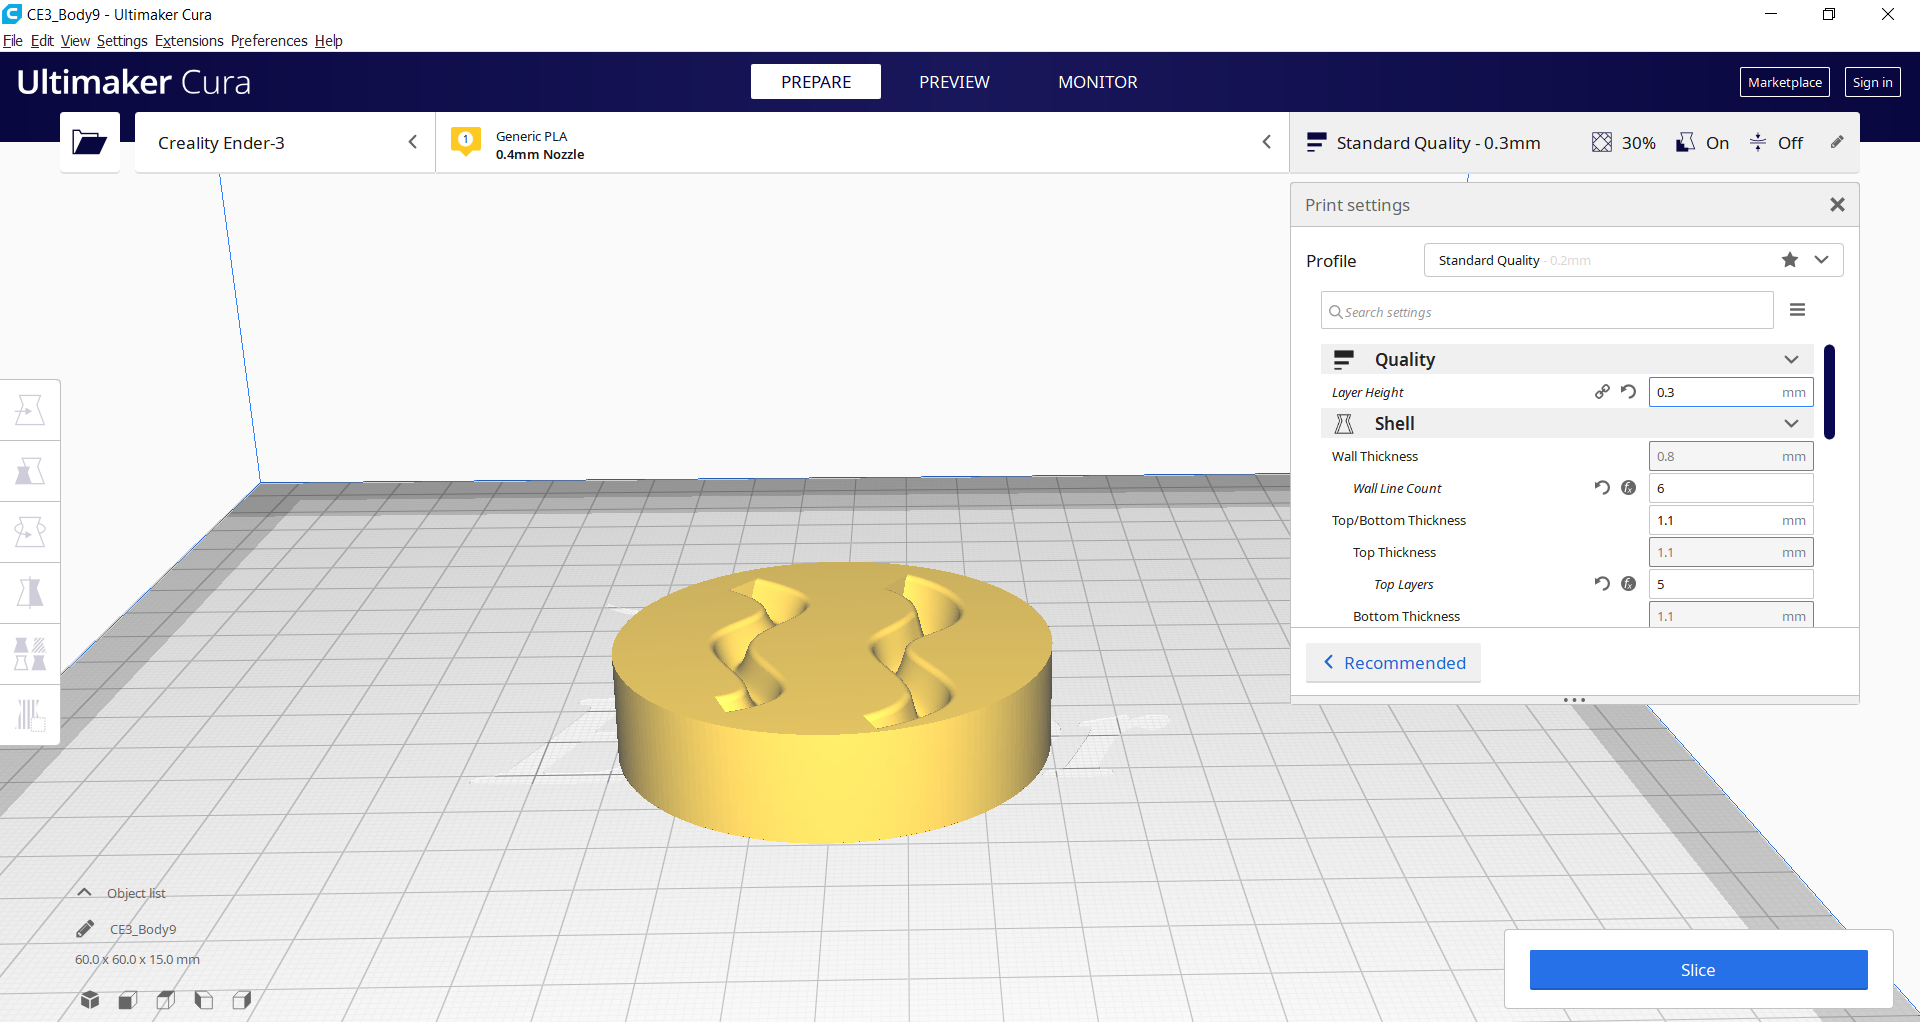 CE3_Body9 - Ultimaker Cura
File Edit View Settings Extensions Preferences Help
Ultimaker Cura
PREPARE
PREVIEW
MONITOR
Marketplace
Sign in
Creality Ender-3
1
Generic PLA
0.4mm Nozzle
Standard Quality - 0.3mm
30%
On
Off
Print settings
Profile
Standard Quality - 0.2mm
Search settings
Quality
Layer Height
0.3 mm
Shell
Wall Thickness
0.8 mm
Wall Line Count
6
Top/Bottom Thickness
1.1 mm
Top Thickness
1.1 mm
Top Layers
5
Bottom Thickness
1.1 mm
Recommended
Object list
CE3_Body9
60.0 x 60.0 x 15.0 mm
Slice